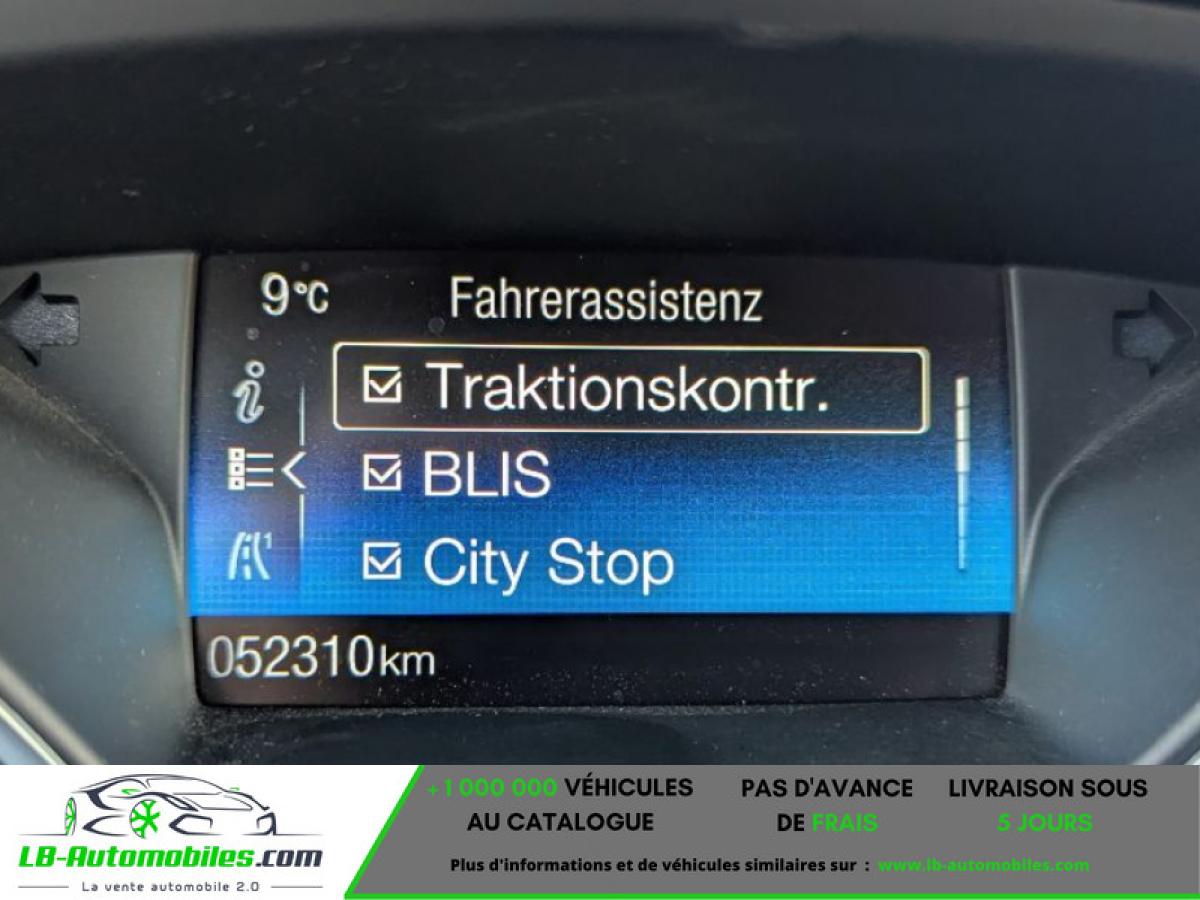 9°C Fahrerassistenz
Traktionskontr.
BLIS
City Stop
1
052310km
+1 000 000 VÉHICULES
AU CATALOGUE
PAS D'AVANCE
DE FRAIS
LIVRAISON SOUS
5 JOURS
Plus d'informations et de véhicules similaires sur : www.lb-automobiles.com
LB-Automobiles.com
La vente automobile 2.0